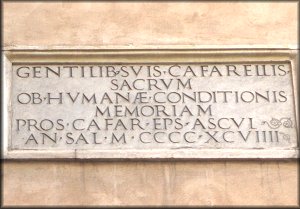 GENTILIB·SVIS·CAFARELLIS·
SACRVM
OB·HVMANÆ·CONDITIONIS
MEMORIAM
PROS·CAFAR·EPS·ASCVL
AN·SAL·M·CCCC·XCVIIII